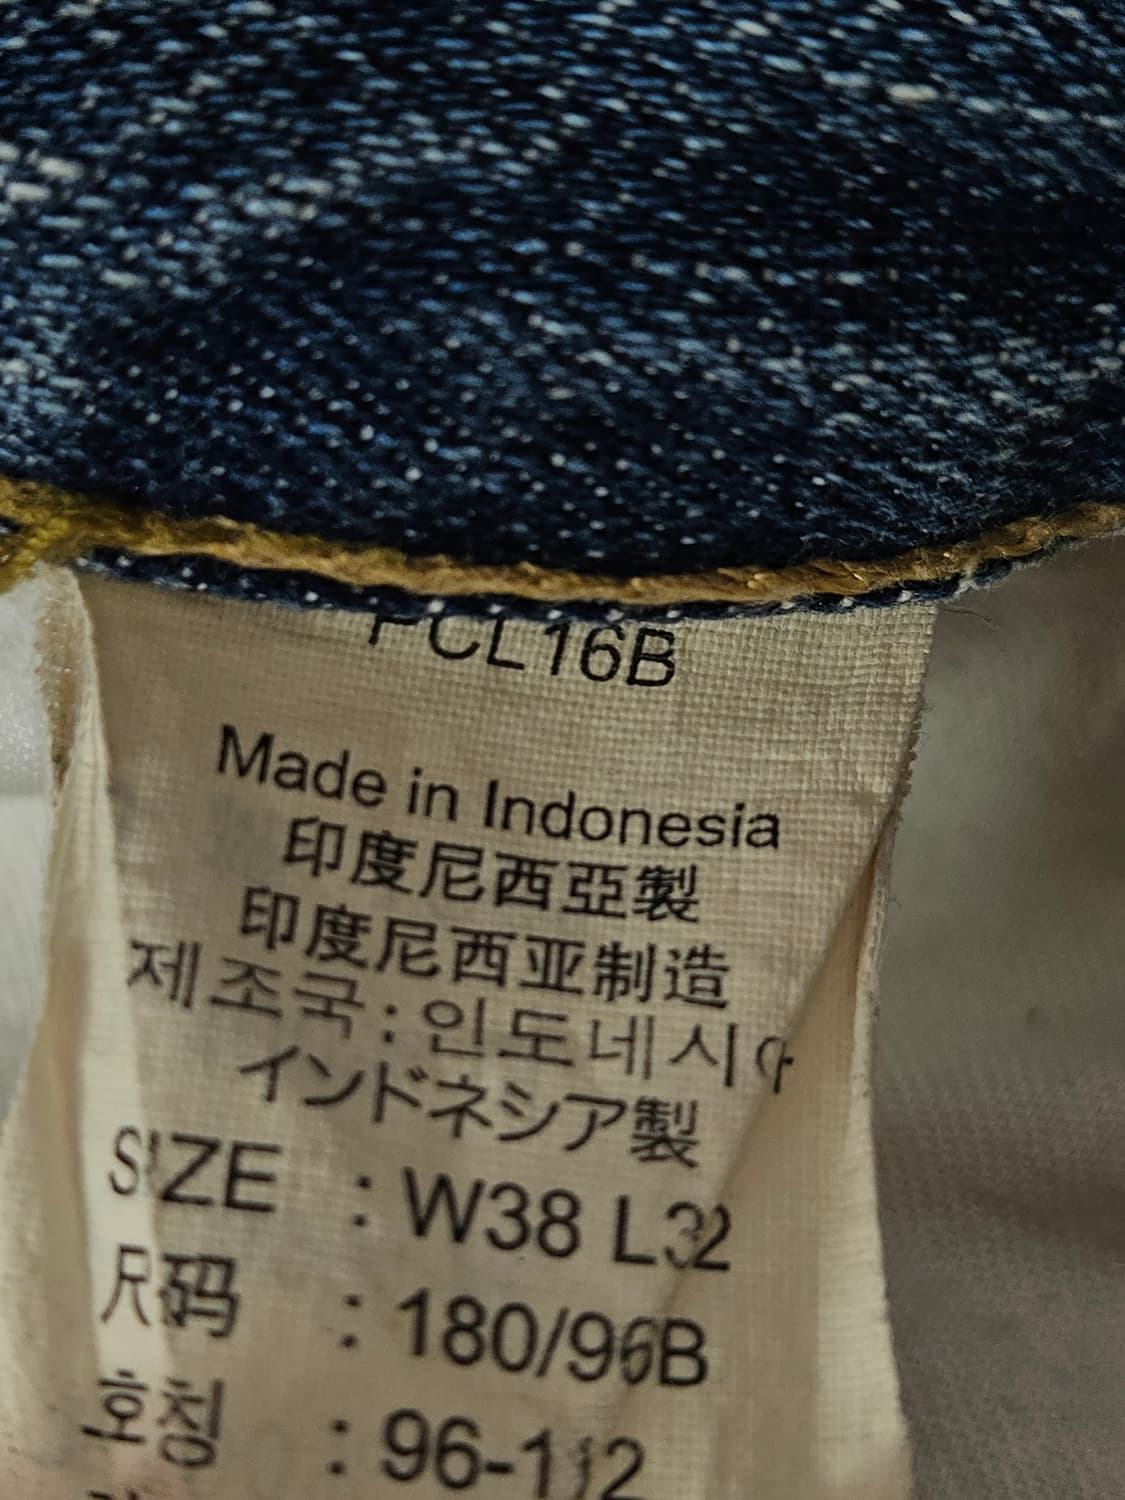 PCL16B
Made in Indonesia
印度尼西亞製
印度尼西亚制造
제조국:인도네시아
インドネシア製
SIZE : W38 L32
尺码 : 180/96B
호칭 : 96-112